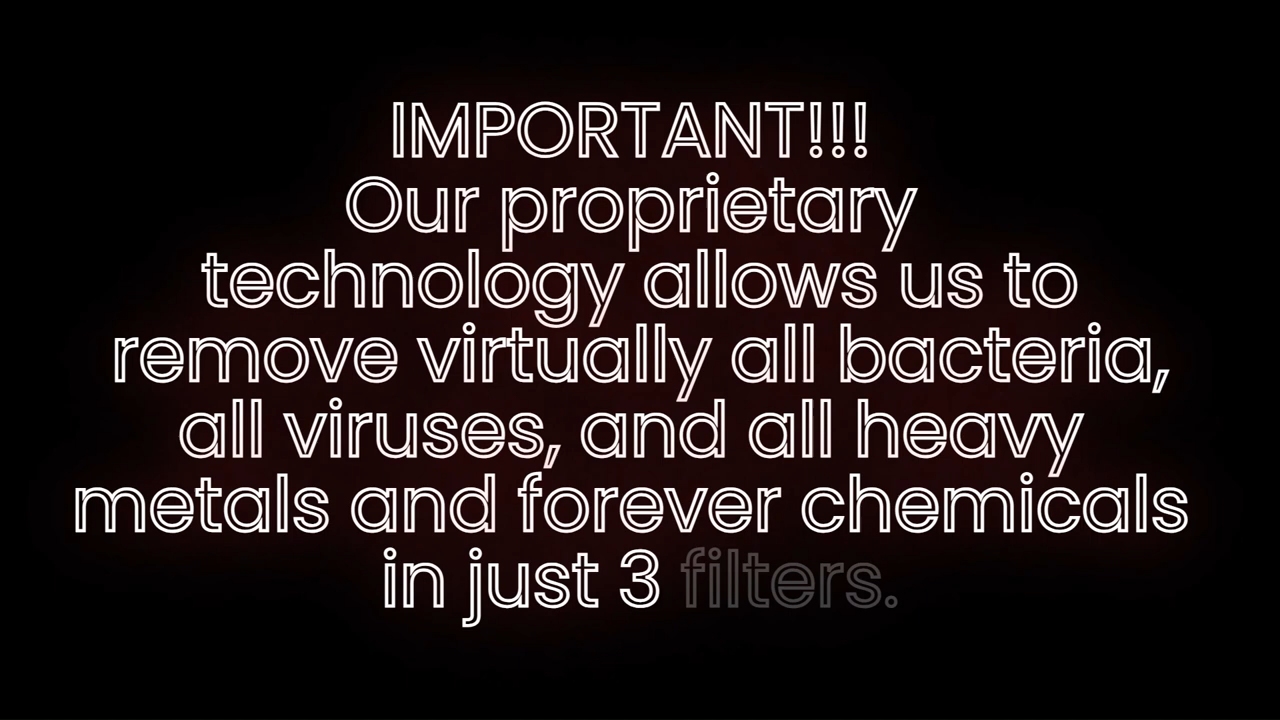 IMPORTANT!!!
Our proprietary
technology allows us to
remove virtually all bacteria,
all viruses, and all heavy
metals and forever chemicals
in just 3 filters.